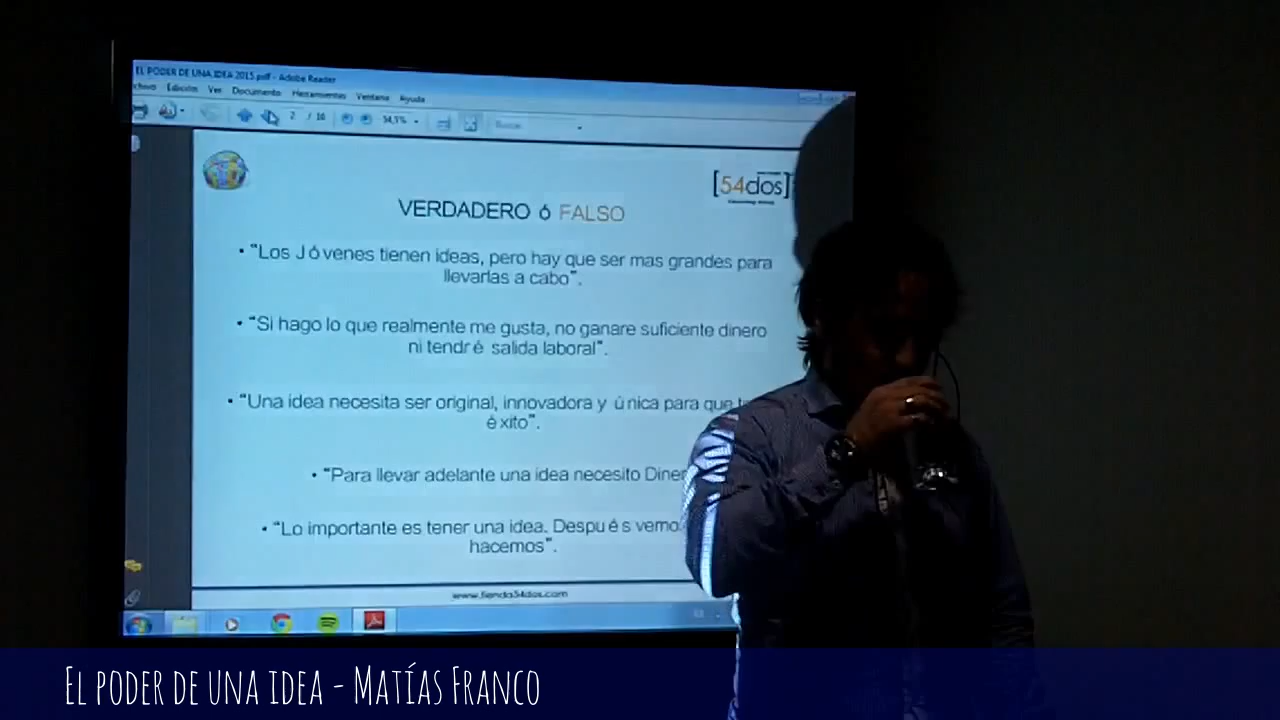 EL PODER DE UNA IDEA 2015.pdf - Adobe Reader
chivo Edición Ver Documento Herramientas Ventana Ayuda
2 / 16 54,5% Buscar
[54dos]
VERDADERO ó FALSO
• "Los Jóvenes tienen ideas, pero hay que ser mas grandes para
llevarlas a cabo".
• "Si hago lo que realmente me gusta, no ganare suficiente dinero
ni tendré salida laboral".
• "Una idea necesita ser original, innovadora y única para que
éxito".
• "Para llevar adelante una idea necesito Diner
• "Lo importante es tener una idea. Después vemo
hacemos".
www.tienda54dos.com
El poder de una idea - Matías Franco